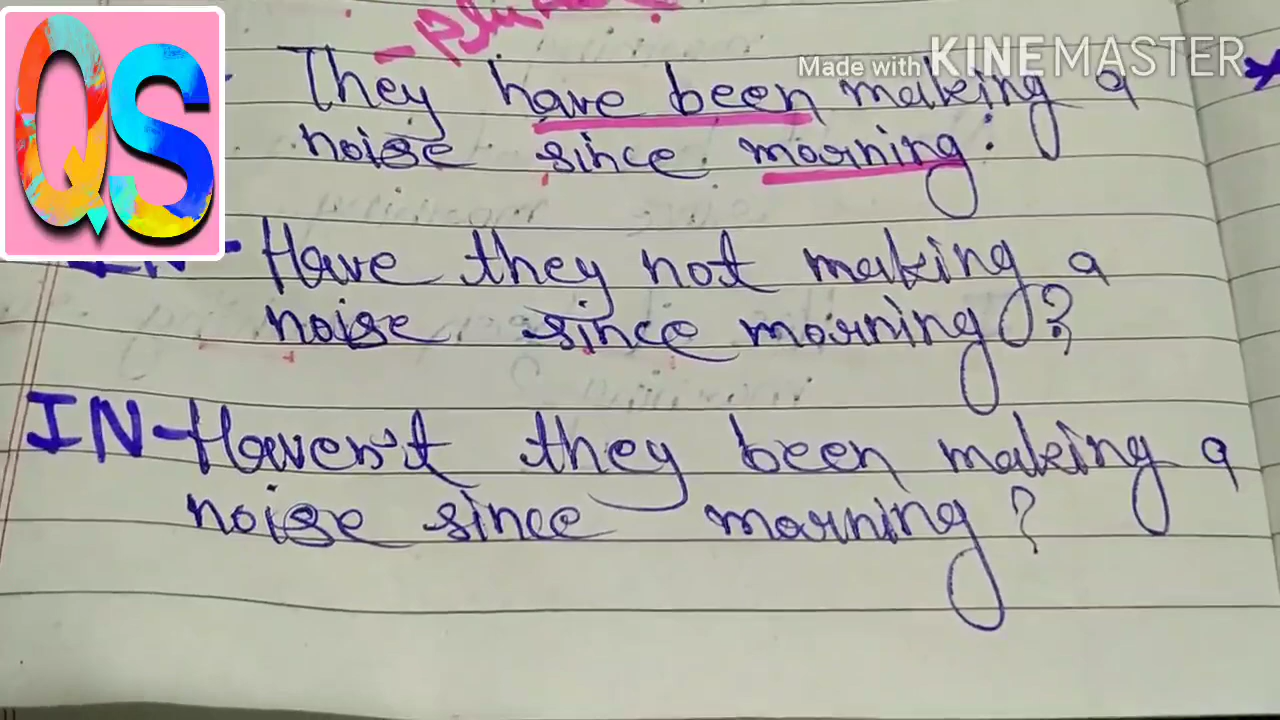 QS
Made with KINEMASTER
They have been making a
noise since morning.
IN- Have they not making a
noise since morning?
IN- Haven't they been making a
noise since morning?